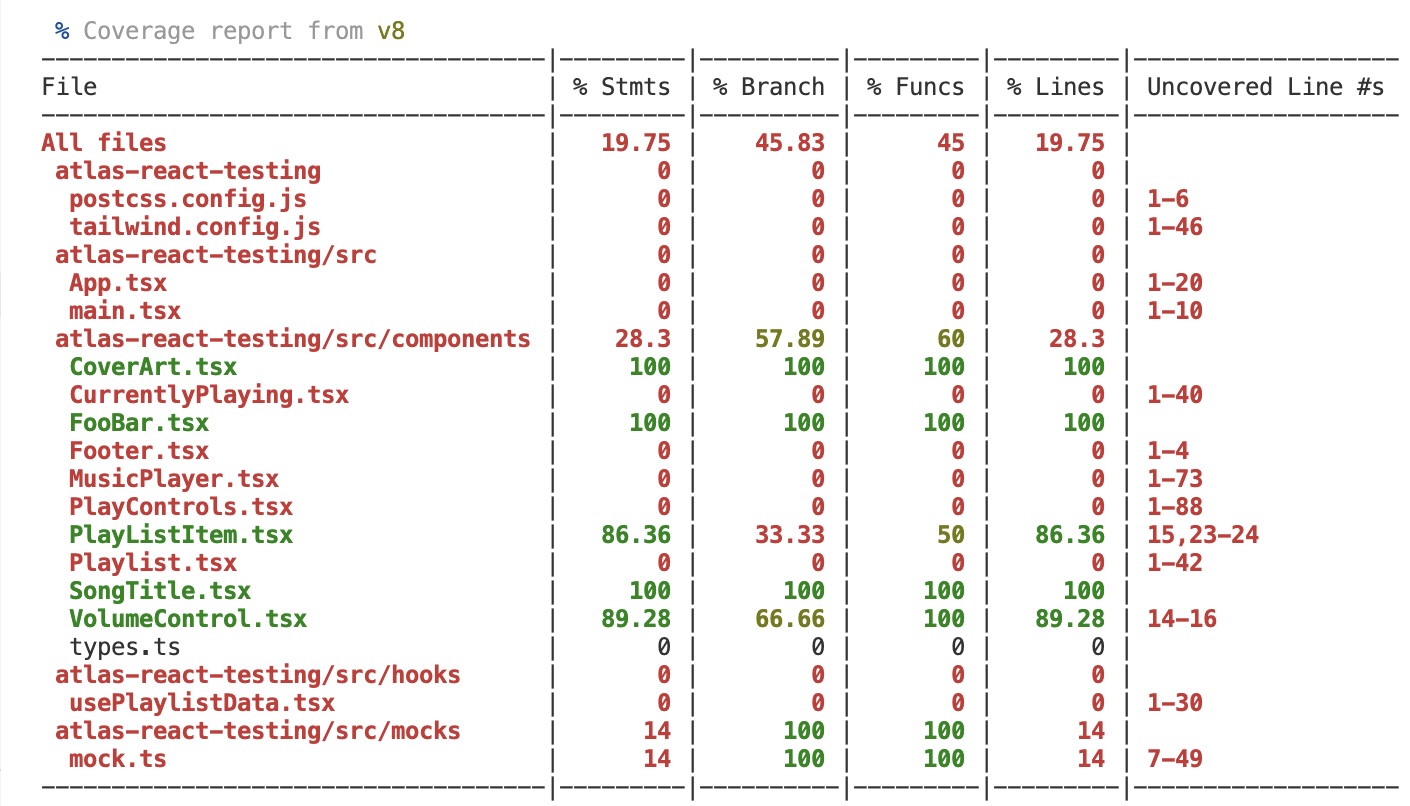 % Coverage report from v8
File | % Stmts | % Branch | % Funcs | % Lines | Uncovered Line #s
All files | 19.75 | 45.83 | 45 | 19.75 |
atlas-react-testing | 0 | 0 | 0 | 0 |
postcss.config.js | 0 | 0 | 0 | 0 | 1-6
tailwind.config.js | 0 | 0 | 0 | 0 | 1-46
atlas-react-testing/src | 0 | 0 | 0 | 0 |
App.tsx | 0 | 0 | 0 | 0 | 1-20
main.tsx | 0 | 0 | 0 | 0 | 1-10
atlas-react-testing/src/components | 28.3 | 57.89 | 60 | 28.3 |
CoverArt.tsx | 100 | 100 | 100 | 100 |
CurrentlyPlaying.tsx | 0 | 0 | 0 | 0 | 1-40
FooBar.tsx | 100 | 100 | 100 | 100 |
Footer.tsx | 0 | 0 | 0 | 0 | 1-4
MusicPlayer.tsx | 0 | 0 | 0 | 0 | 1-73
PlayControls.tsx | 0 | 0 | 0 | 0 | 1-88
PlayListItem.tsx | 86.36 | 33.33 | 50 | 86.36 | 15,23-24
Playlist.tsx | 0 | 0 | 0 | 0 | 1-42
SongTitle.tsx | 100 | 100 | 100 | 100 |
VolumeControl.tsx | 89.28 | 66.66 | 100 | 89.28 | 14-16
types.ts | 0 | 0 | 0 | 0 |
atlas-react-testing/src/hooks | 0 | 0 | 0 | 0 |
usePlaylistData.tsx | 0 | 0 | 0 | 0 | 1-30
atlas-react-testing/src/mocks | 14 | 100 | 100 | 14 |
mock.ts | 14 | 100 | 100 | 14 | 7-49